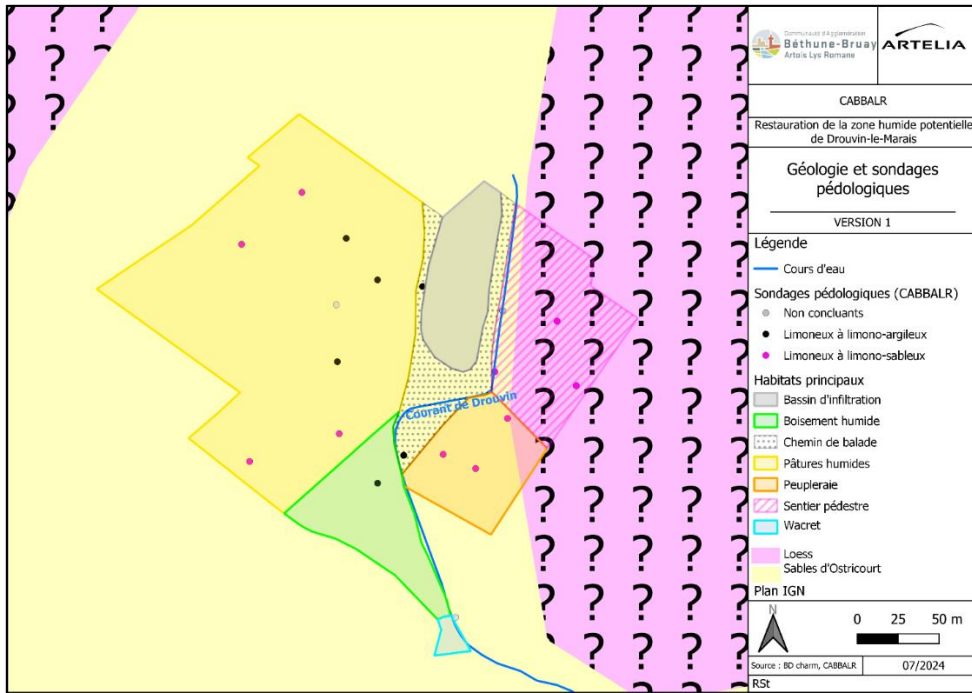 Communauté d'Agglomération
Béthune-Bruay
Artois Lys Romane
ARTELIA
CABBALR
Restauration de la zone humide potentielle
de Drouvin-le-Marais
Géologie et sondages
pédologiques
VERSION 1
Légende
Cours d'eau
Sondages pédologiques (CABBALR)
Non concluants
Limoneux à limono-argileux
Limoneux à limono-sableux
Habitats principaux
Bassin d'infiltration
Boisement humide
Chemin de balade
Pâtures humides
Peupleraie
Sentier pédestre
Wacret
Loess
Sables d'Ostricourt
Plan IGN
N
0 25 50 m
Source : BD charm, CABBALR
07/2024
RSt
Courant de Drouvin